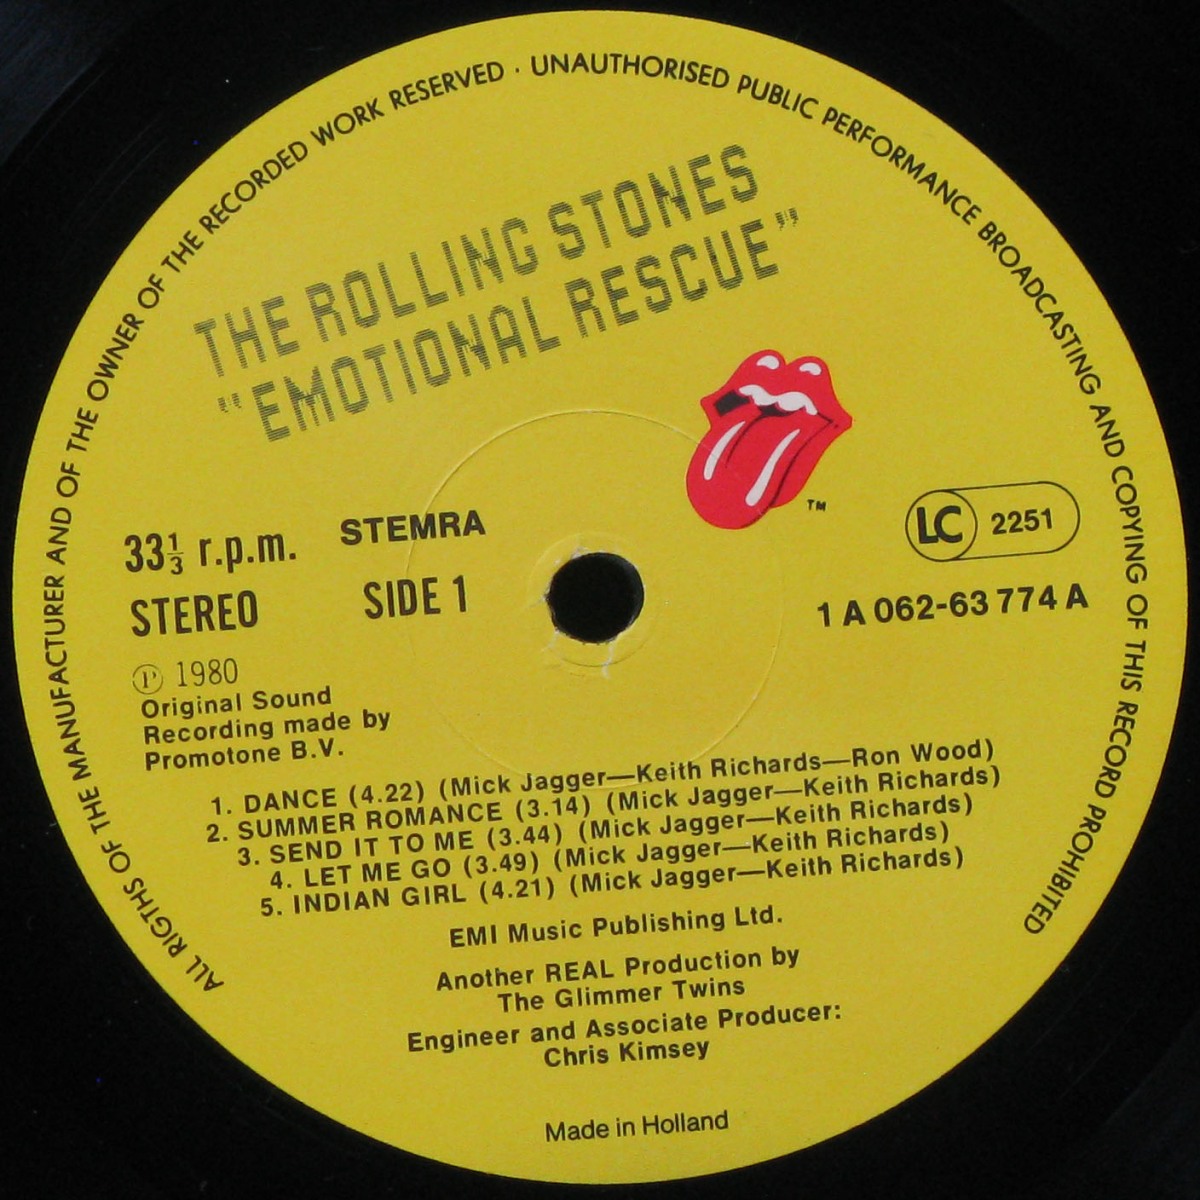 ALL RIGTHS OF THE MANUFACTURER AND OF THE OWNER OF THE RECORDED WORK RESERVED · UNAUTHORISED PUBLIC PERFORMANCE BROADCASTING AND COPYING OF THIS RECORD PROHIBITED
THE ROLLING STONES
"EMOTIONAL RESCUE"
TM
33⅓ r.p.m.
STEMRA
LC 2251
STEREO
SIDE 1
1 A 062-63 774 A
Ⓟ 1980
Original Sound
Recording made by
Promotone B.V.
1. DANCE (4.22) (Mick Jagger—Keith Richards—Ron Wood)
2. SUMMER ROMANCE (3.14) (Mick Jagger—Keith Richards)
3. SEND IT TO ME (3.44) (Mick Jagger—Keith Richards)
4. LET ME GO (3.49) (Mick Jagger—Keith Richards)
5. INDIAN GIRL (4.21) (Mick Jagger—Keith Richards)
EMI Music Publishing Ltd.
Another REAL Production by
The Glimmer Twins
Engineer and Associate Producer:
Chris Kimsey
Made in Holland